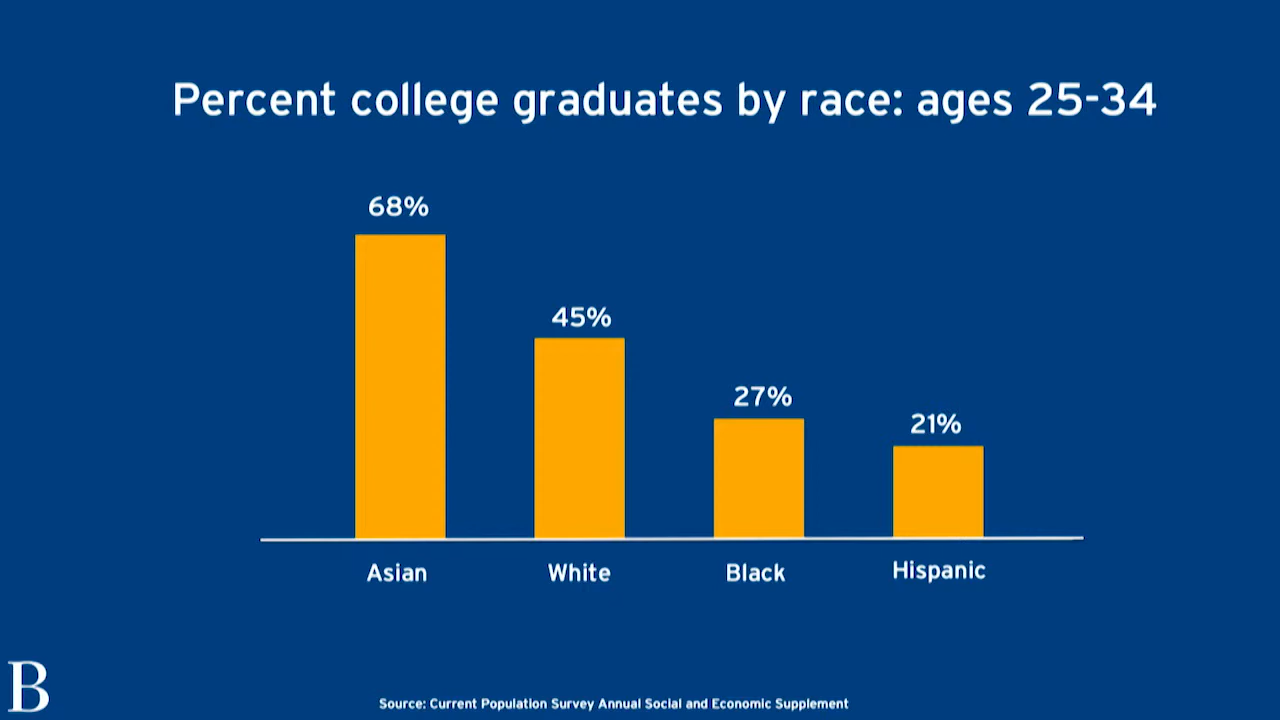 Percent college graduates by race: ages 25-34
68%
45%
27%
21%
Asian
White
Black
Hispanic
B
Source: Current Population Survey Annual Social and Economic Supplement